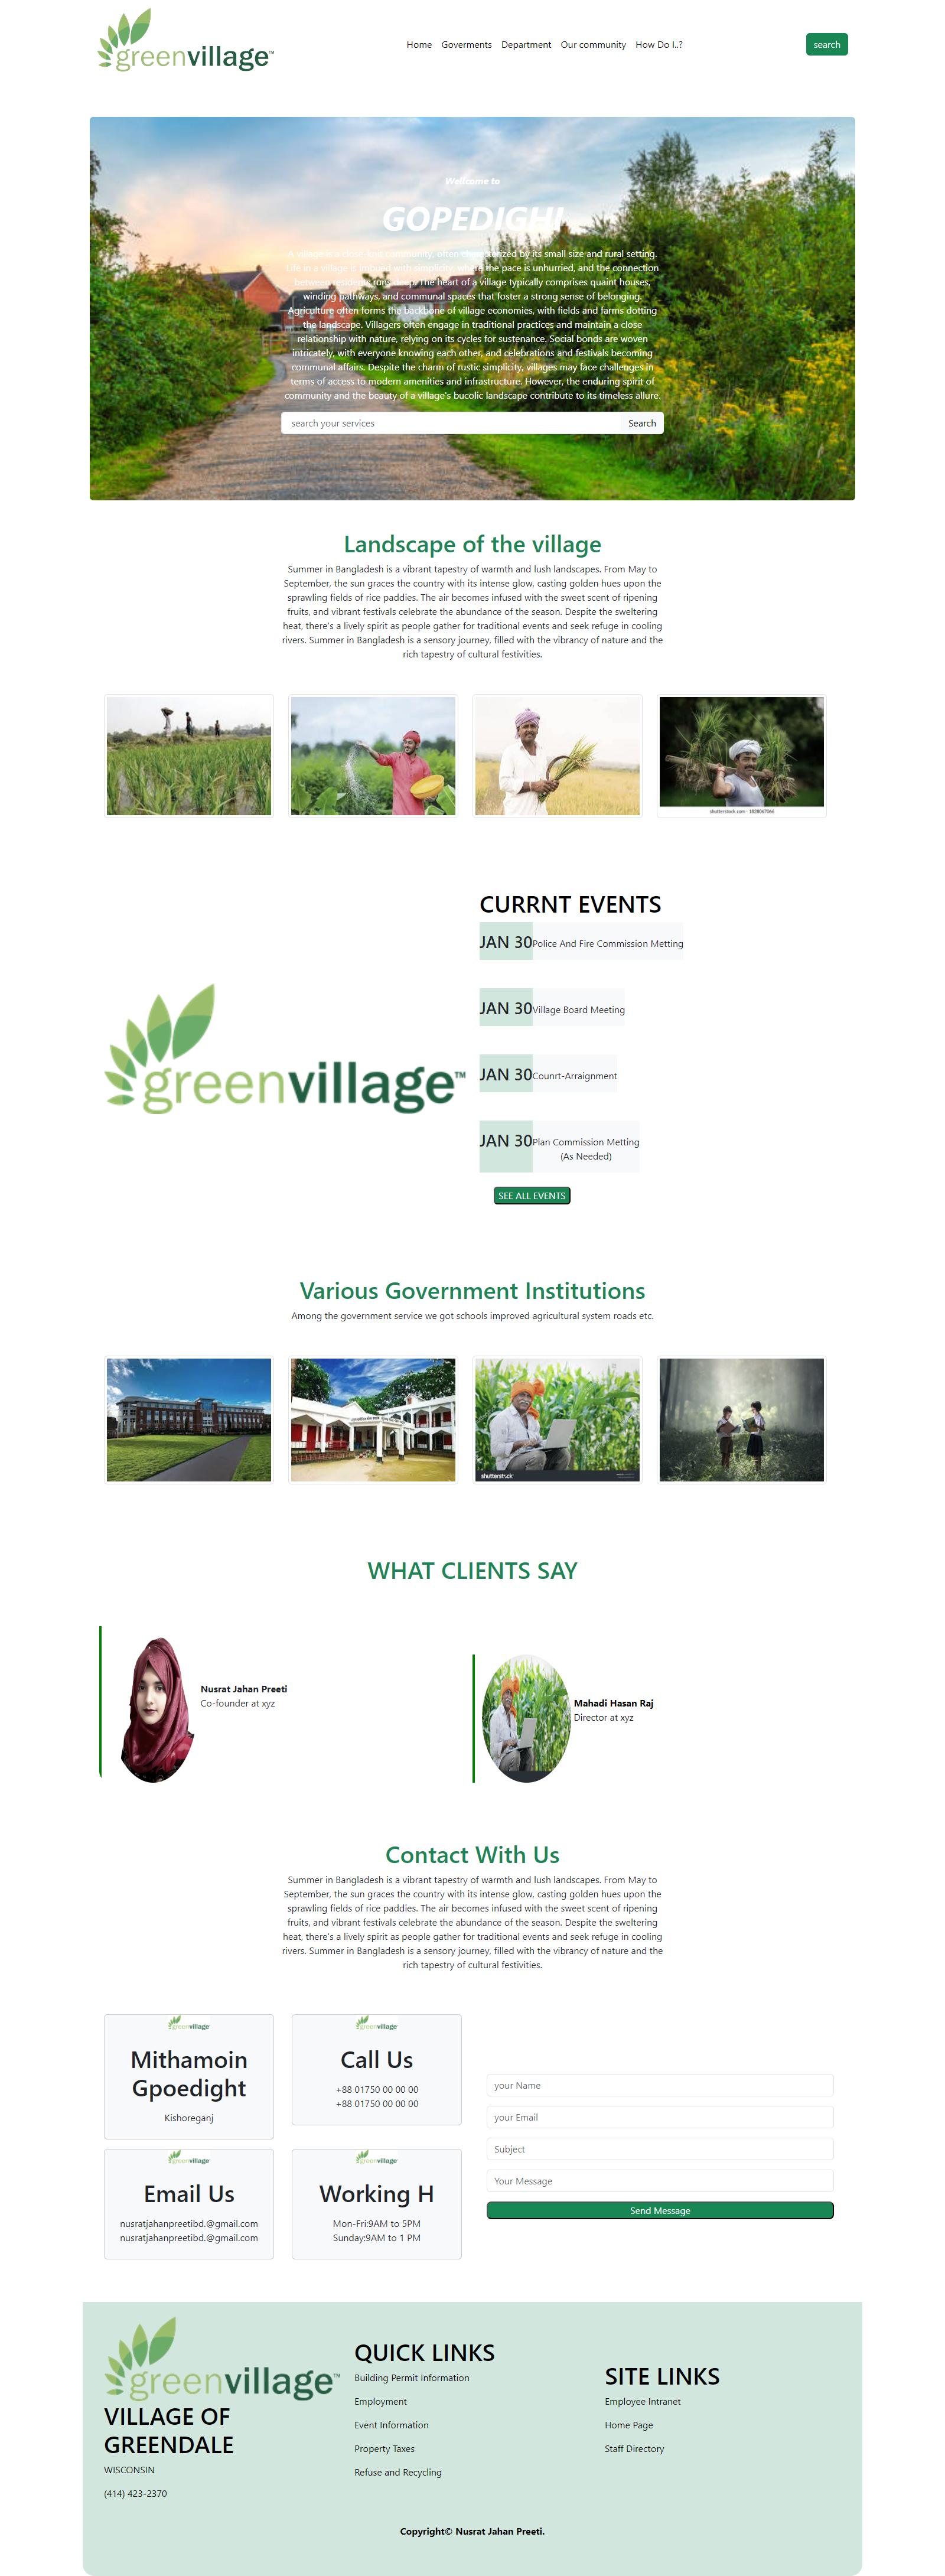 greenvillage™
Home Goverments Department Our community How Do I..?
search
Wellcome to
GOPEDIGHI
A village is a close-knit community, often characterized by its small size and rural setting.
Life in a village is imbued with simplicity, where the pace is unhurried, and the connection
between residents runs deep. The heart of a village typically comprises quaint houses,
winding pathways, and communal spaces that foster a strong sense of belonging.
Agriculture often forms the backbone of village economies, with fields and farms dotting
the landscape. Villagers often engage in traditional practices and maintain a close
relationship with nature, relying on its cycles for sustenance. Social bonds are woven
intricately, with everyone knowing each other, and celebrations and festivals becoming
communal affairs. Despite the charm of rustic simplicity, villages may face challenges in
terms of access to modern amenities and infrastructure. However, the enduring spirit of
community and the beauty of a village's bucolic landscape contribute to its timeless allure.
search your services Search
Landscape of the village
Summer in Bangladesh is a vibrant tapestry of warmth and lush landscapes. From May to
September, the sun graces the country with its intense glow, casting golden hues upon the
sprawling fields of rice paddies. The air becomes infused with the sweet scent of ripening
fruits, and vibrant festivals celebrate the abundance of the season. Despite the sweltering
heat, there's a lively spirit as people gather for traditional events and seek refuge in cooling
rivers. Summer in Bangladesh is a sensory journey, filled with the vibrancy of nature and the
rich tapestry of cultural festivities.
shutterstock.com · 1828067066
greenvillage™
CURRNT EVENTS
JAN 30 Police And Fire Commission Metting
JAN 30 Village Board Meeting
JAN 30 Counrt-Arraignment
JAN 30 Plan Commission Metting
(As Needed)
SEE ALL EVENTS
Various Government Institutions
Among the government service we got schools improved agricultural system roads etc.
shutterstock
WHAT CLIENTS SAY
Nusrat Jahan Preeti
Co-founder at xyz
Mahadi Hasan Raj
Director at xyz
Contact With Us
Summer in Bangladesh is a vibrant tapestry of warmth and lush landscapes. From May to
September, the sun graces the country with its intense glow, casting golden hues upon the
sprawling fields of rice paddies. The air becomes infused with the sweet scent of ripening
fruits, and vibrant festivals celebrate the abundance of the season. Despite the sweltering
heat, there's a lively spirit as people gather for traditional events and seek refuge in cooling
rivers. Summer in Bangladesh is a sensory journey, filled with the vibrancy of nature and the
rich tapestry of cultural festivities.
greenvillage
Mithamoin
Gpoedight
Kishoreganj
greenvillage
Call Us
+88 01750 00 00 00
+88 01750 00 00 00
greenvillage
Email Us
nusratjahanpreetibd.@gmail.com
nusratjahanpreetibd.@gmail.com
greenvillage
Working H
Mon-Fri:9AM to 5PM
Sunday:9AM to 1 PM
your Name
your Email
Subject
Your Message
Send Message
greenvillage™
VILLAGE OF
GREENDALE
WISCONSIN
(414) 423-2370
QUICK LINKS
Building Permit Information
Employment
Event Information
Property Taxes
Refuse and Recycling
SITE LINKS
Employee Intranet
Home Page
Staff Directory
Copyright© Nusrat Jahan Preeti.